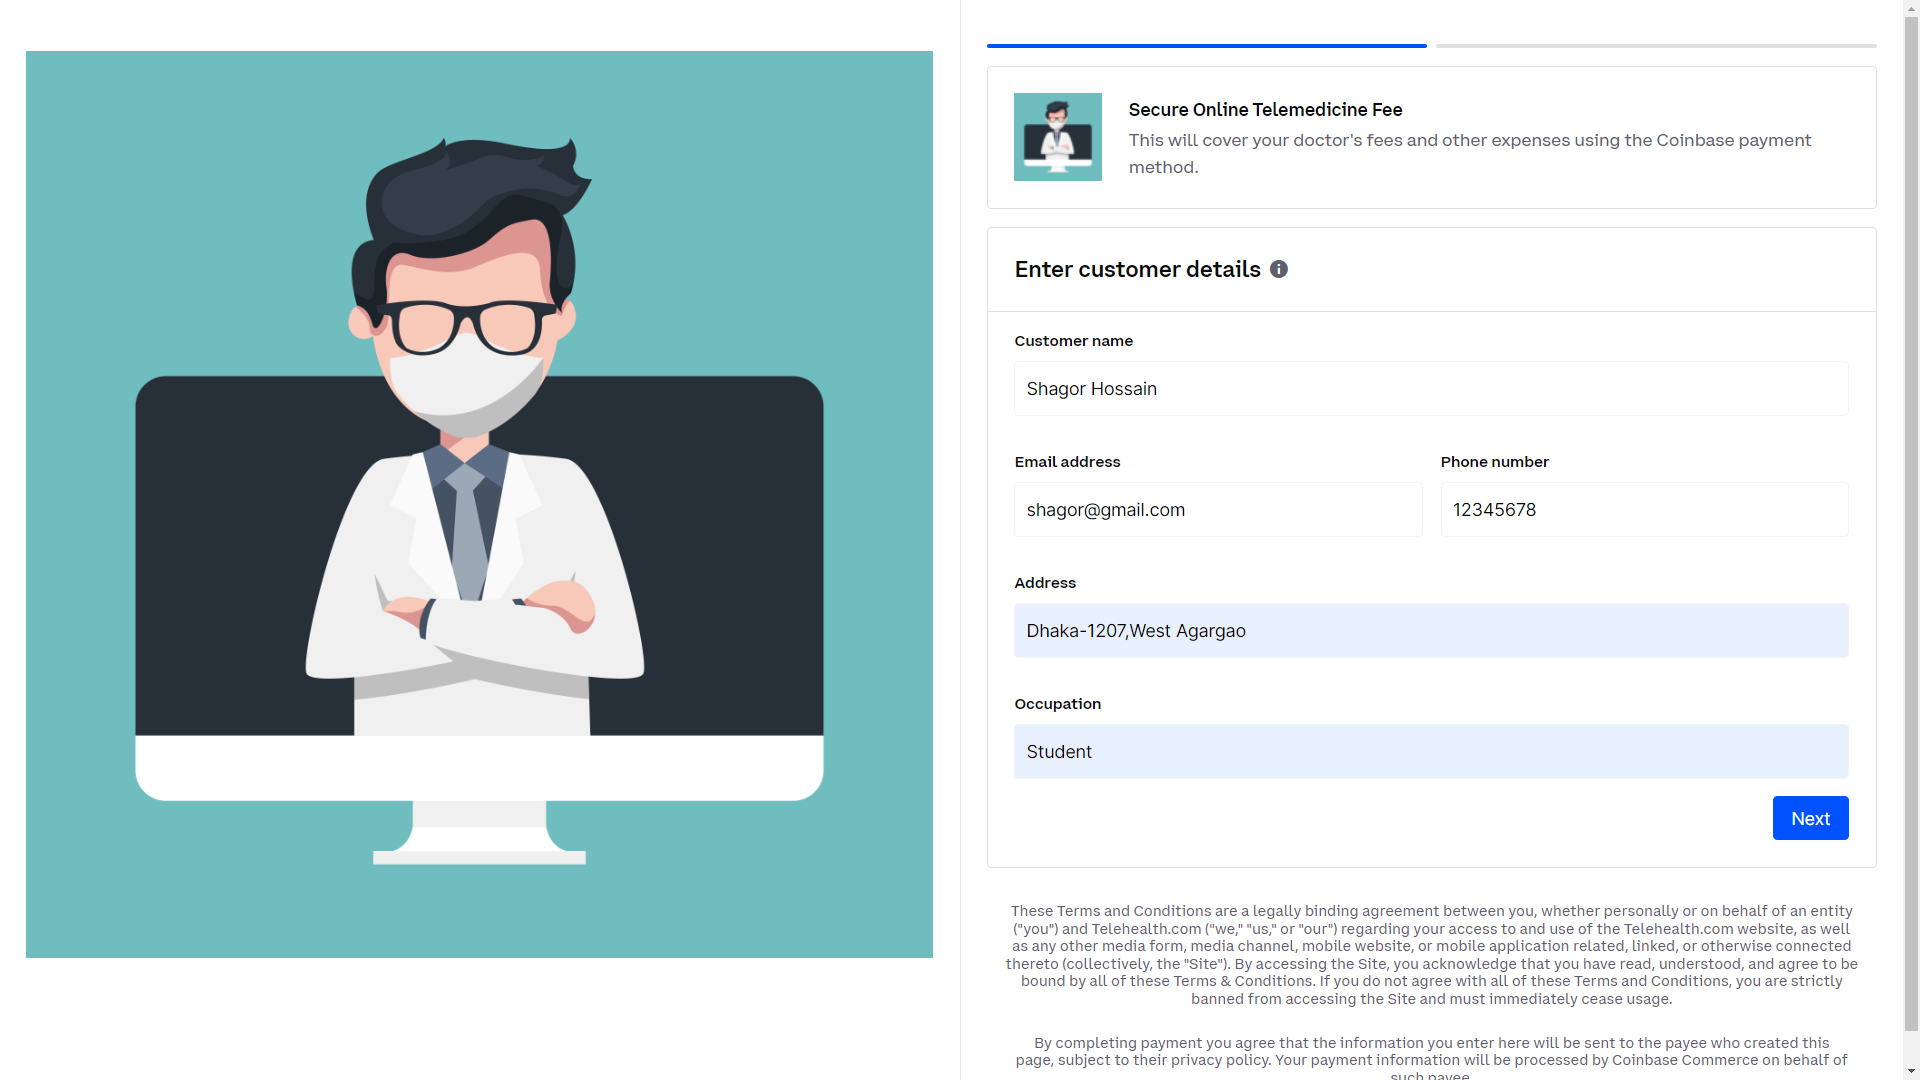 Secure Online Telemedicine Fee
This will cover your doctor's fees and other expenses using the Coinbase payment
method.
Enter customer details
Customer name
Shagor Hossain
Email address
Phone number
shagor@gmail.com
12345678
Address
Dhaka-1207,West Agargao
Occupation
Student
Next
These Terms and Conditions are a legally binding agreement between you, whether personally or on behalf of an entity
("you") and Telehealth.com ("we," "us," or "our") regarding your access to and use of the Telehealth.com website, as well
as any other media form, media channel, mobile website, or mobile application related, linked, or otherwise connected
thereto (collectively, the "Site"). By accessing the Site, you acknowledge that you have read, understood, and agree to be
bound by all of these Terms & Conditions. If you do not agree with all of these Terms and Conditions, you are strictly
banned from accessing the Site and must immediately cease usage.
By completing payment you agree that the information you enter here will be sent to the payee who created this
page, subject to their privacy policy. Your payment information will be processed by Coinbase Commerce on behalf of
such payee